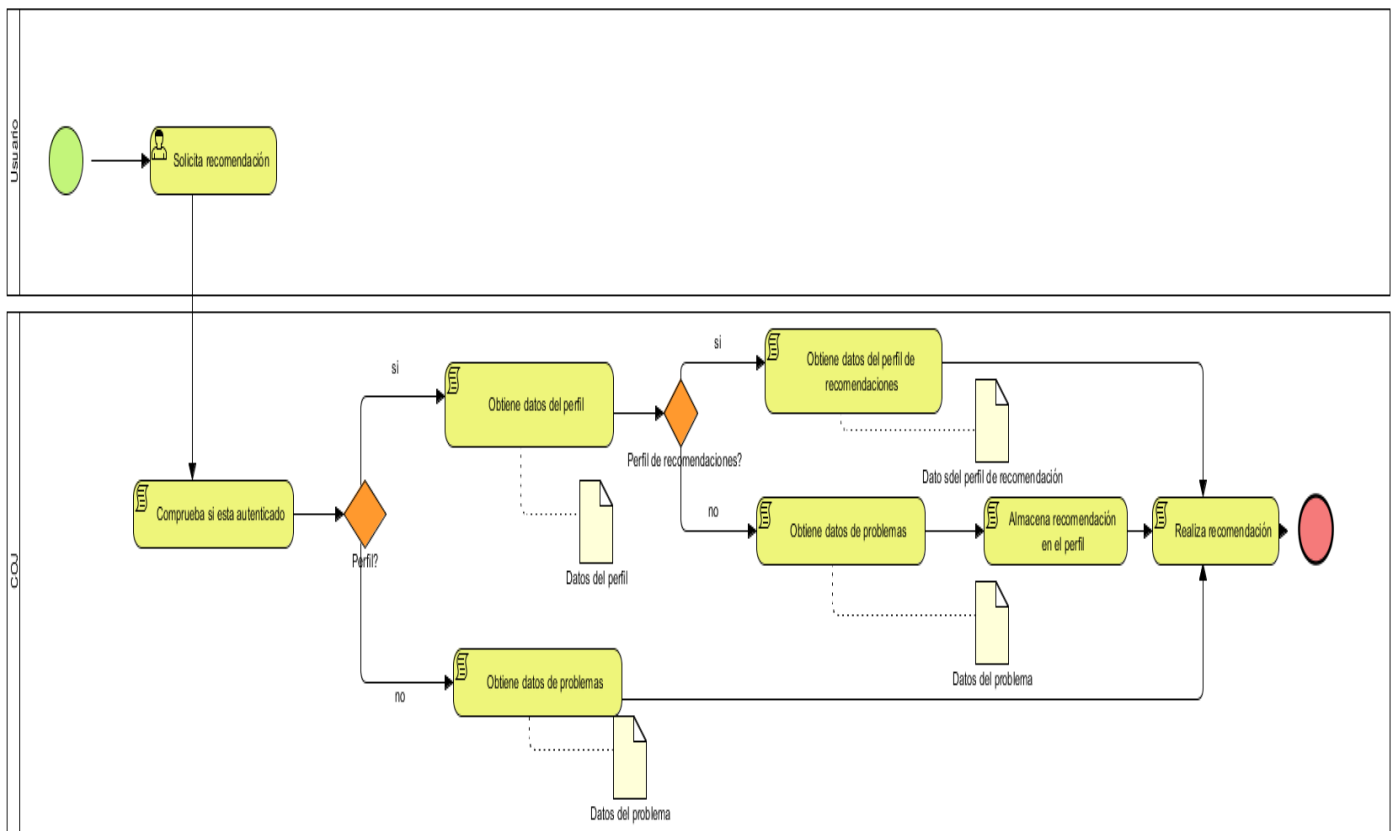 Usuario
Solicita recomendación
COJ
Comprueba si esta autenticado
Perfil?
si
Obtiene datos del perfil
Datos del perfil
Perfil de recomendaciones?
si
Obtiene datos del perfil de
recomendaciones
Dato sdel perfil de recomendación
no
Obtiene datos de problemas
Datos del problema
Almacena recomendación
en el perfil
Realiza recomendación
no
Obtiene datos de problemas
Datos del problema